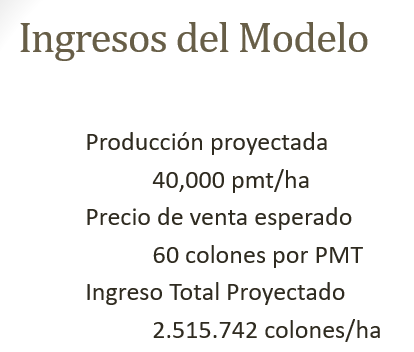 Ingresos del Modelo
Producción proyectada
40,000 pmt/ha
Precio de venta esperado
60 colones por PMT
Ingreso Total Proyectado
2.515.742 colones/ha